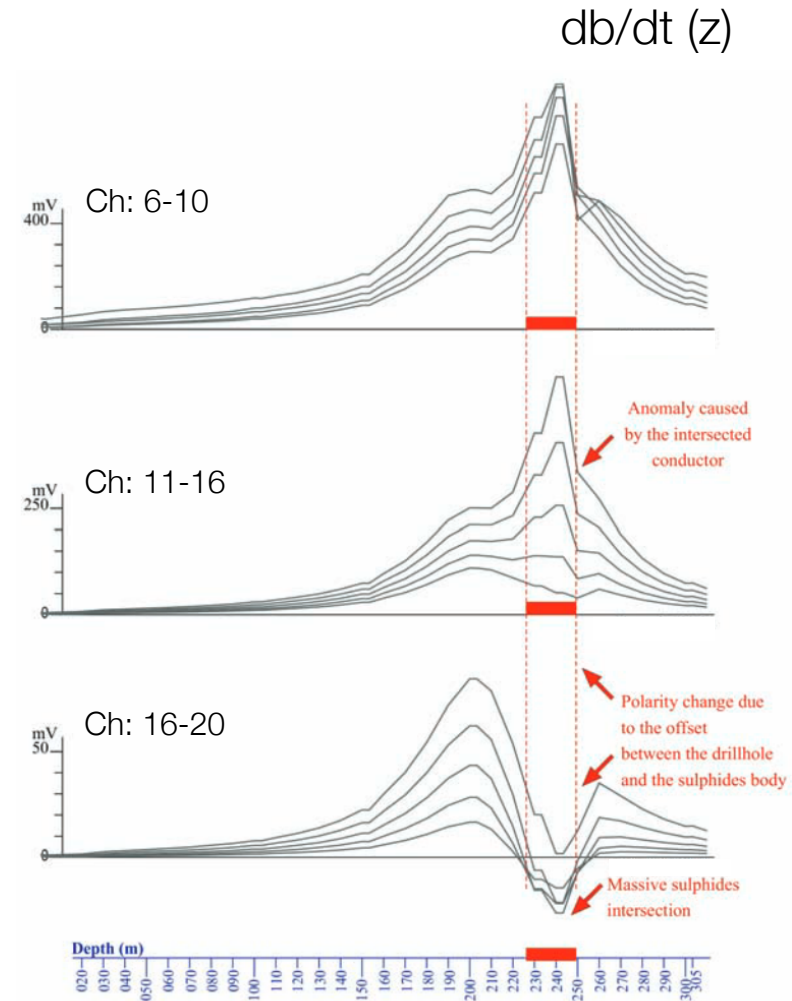 db/dt (z)
mV
400
0
Ch: 6-10
mV
250
0
Ch: 11-16
Anomaly caused
by the intersected
conductor
mV
50
0
Ch: 16-20
Polarity change due
to the offset
between the drillhole
and the sulphides body
Massive sulphides
intersection
Depth (m)
020 030 040 050 060 070 080 090 100 110 120 130 140 150 160 170 180 190 200 210 220 230 240 250 260 270 280 290 300 305